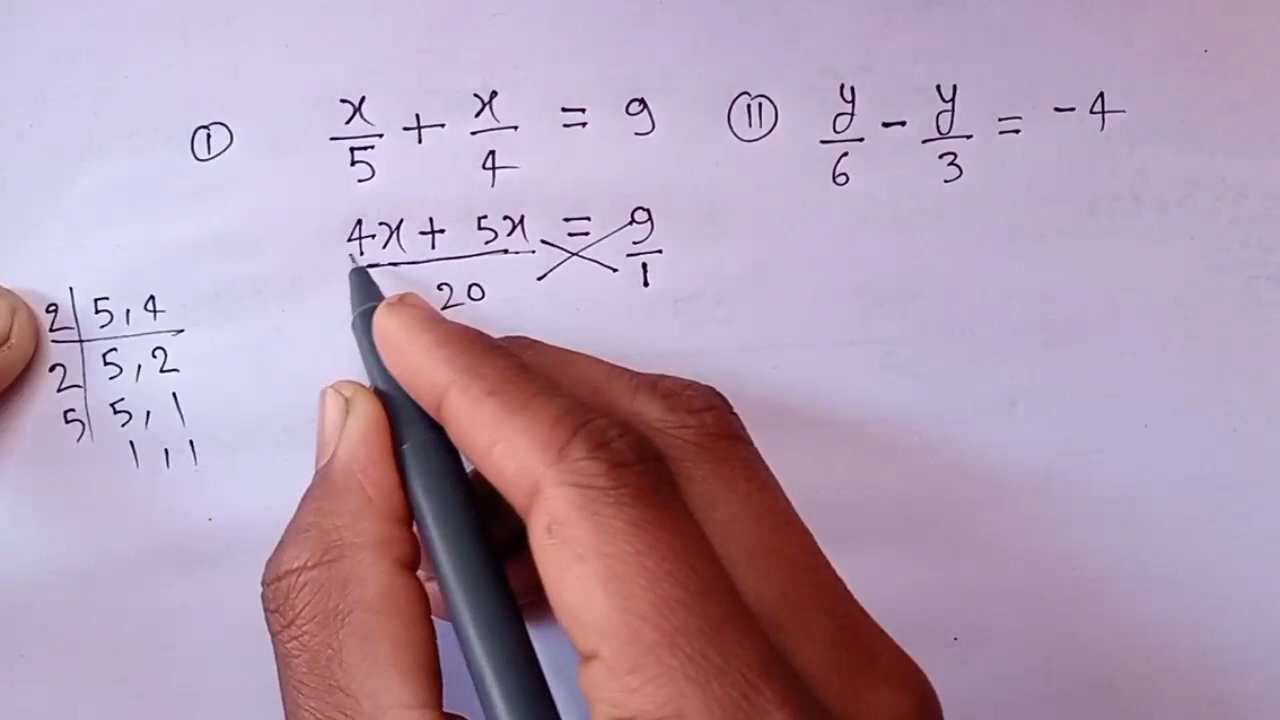 ① x/5 + x/4 = 9
(4x + 5x)/20 = 9/1
2 | 5, 4
2 | 5, 2
5 | 5, 1
1, 1
⑪ y/6 - y/3 = -4